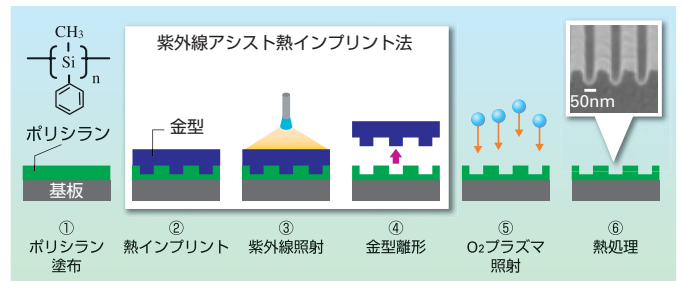 紫外線アシスト熱インプリント法
CH3
Si
n
ポリシラン
基板
金型
50nm
①
ポリシラン
塗布
②
熱インプリント
③
紫外線照射
④
金型離形
⑤
O2プラズマ
照射
⑥
熱処理